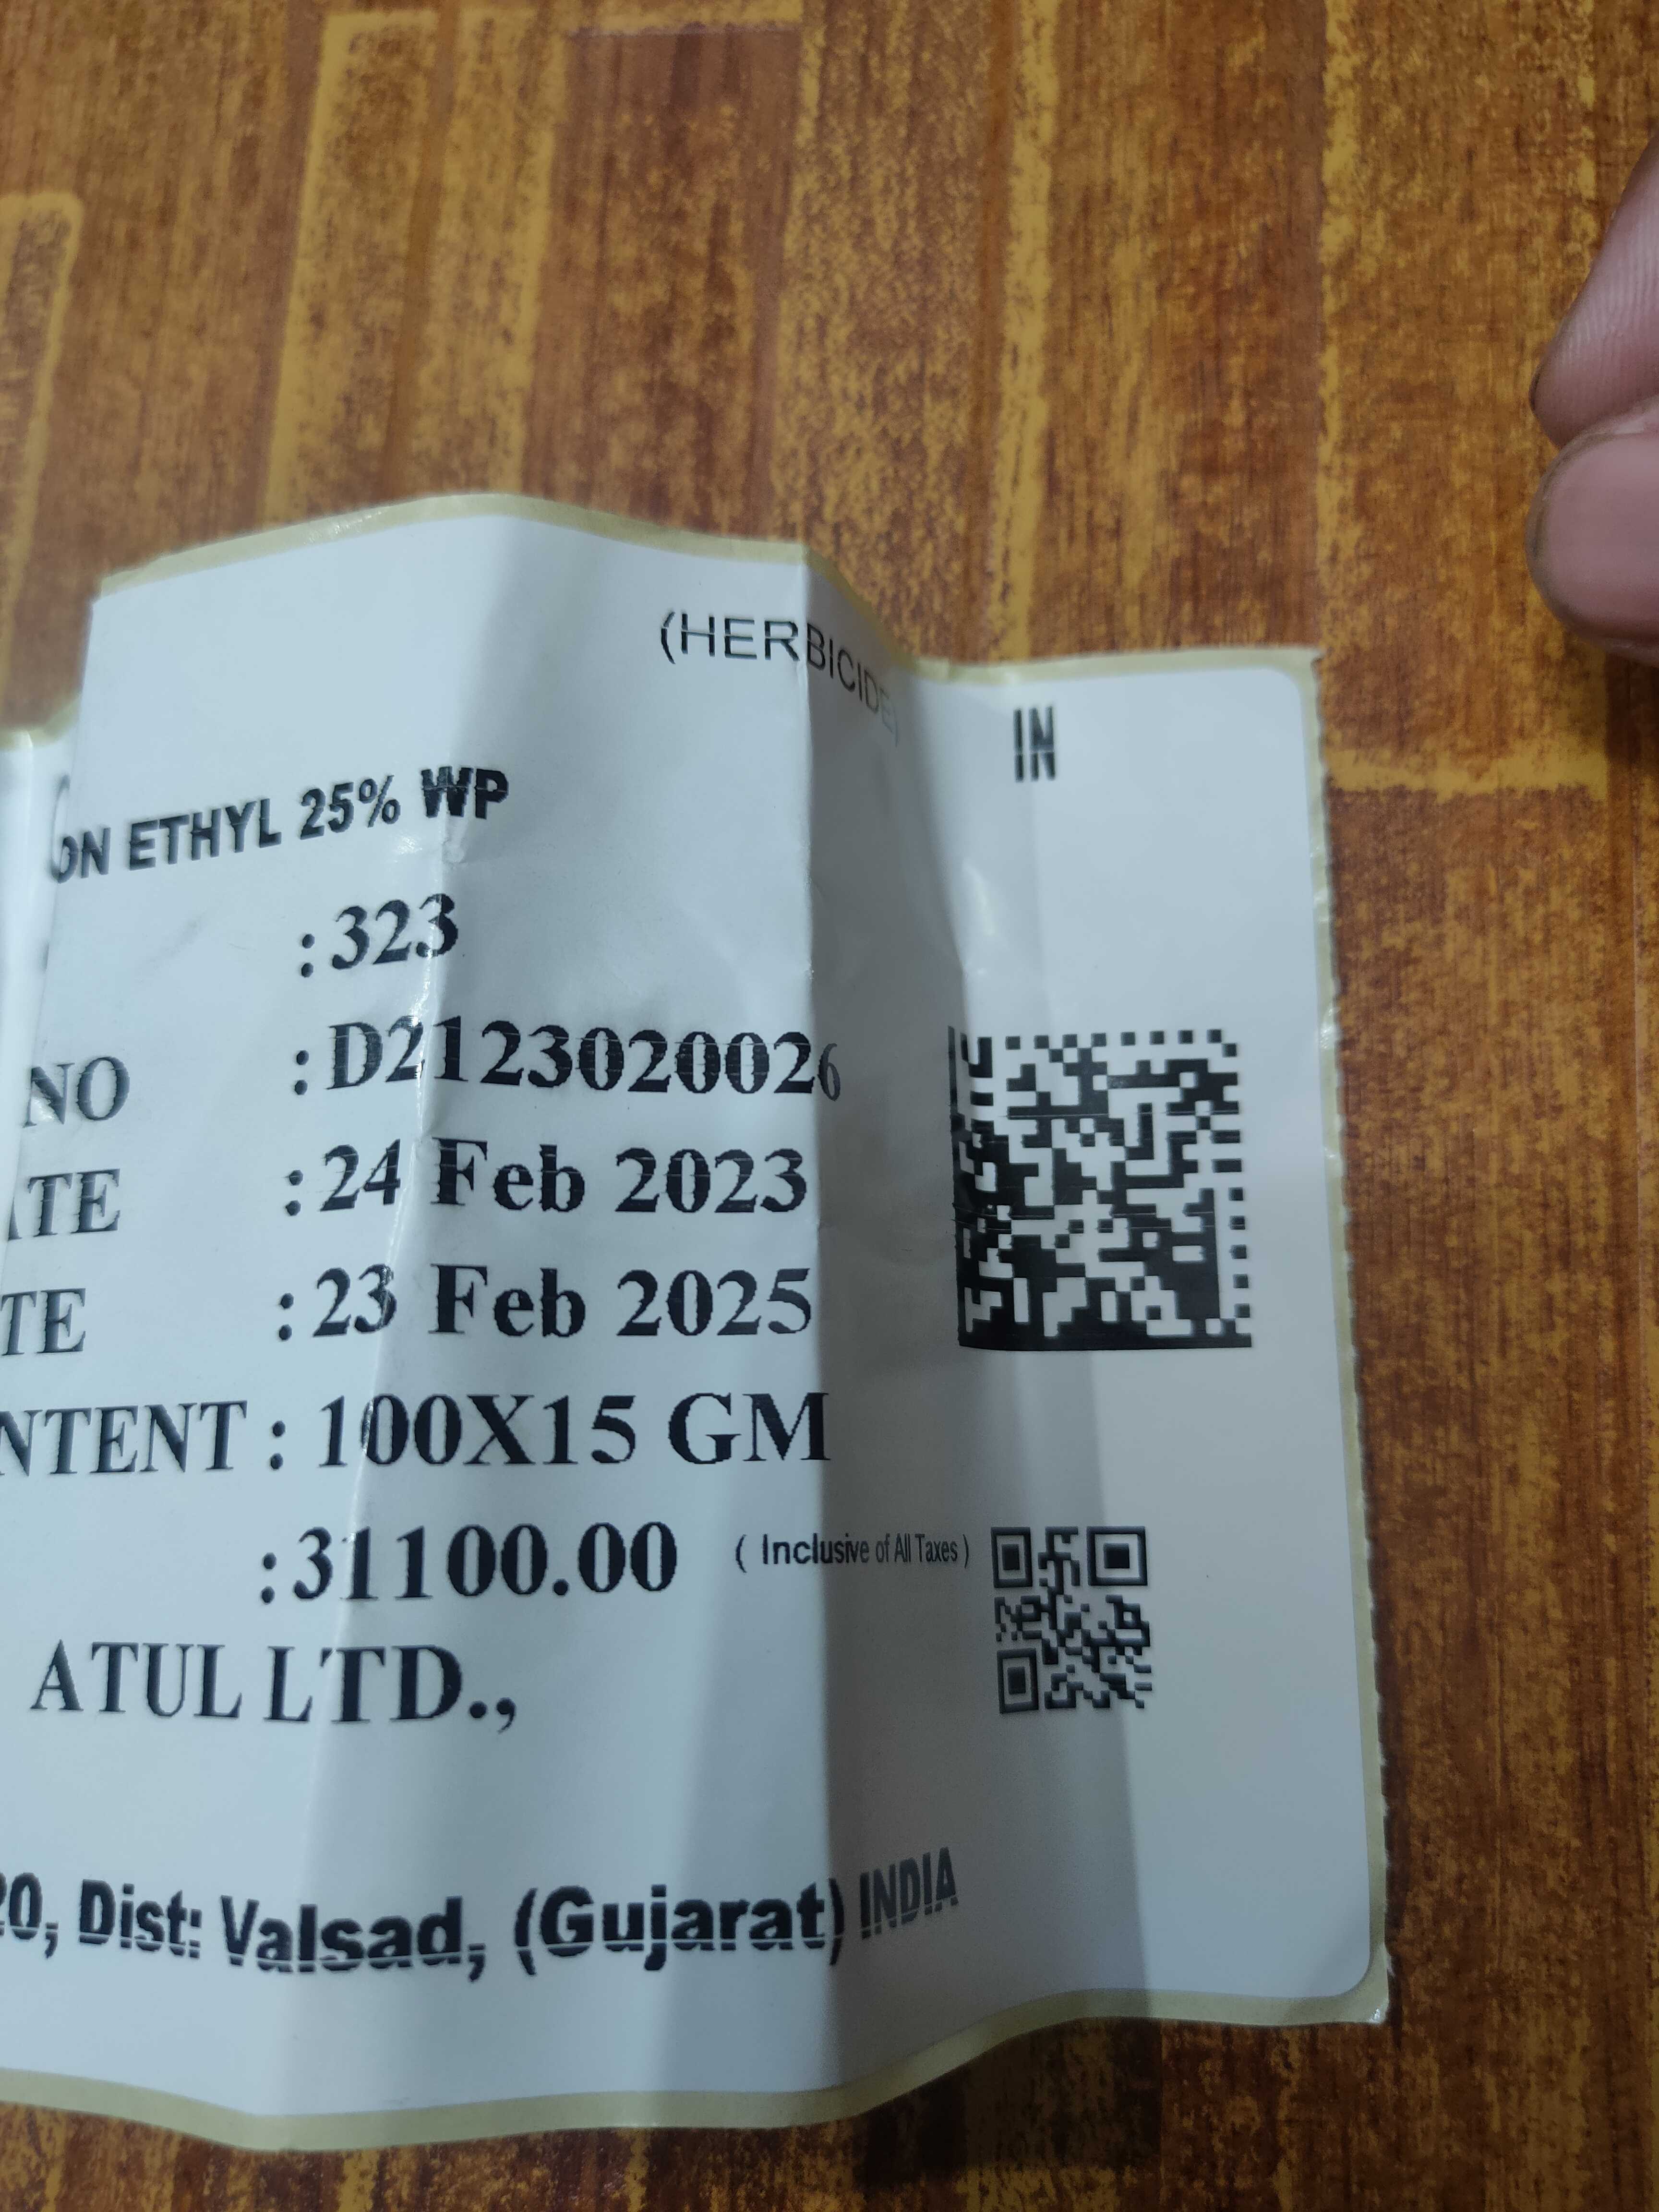 (HERBICIDE)
IN
ON ETHYL 25% WP
: 323
NO : D2123020026
ATE : 24 Feb 2023
TE : 23 Feb 2025
NTENT : 100X15 GM
: 31100.00 ( Inclusive of All Taxes )
ATUL LTD.,
20, Dist: Valsad, (Gujarat) INDIA